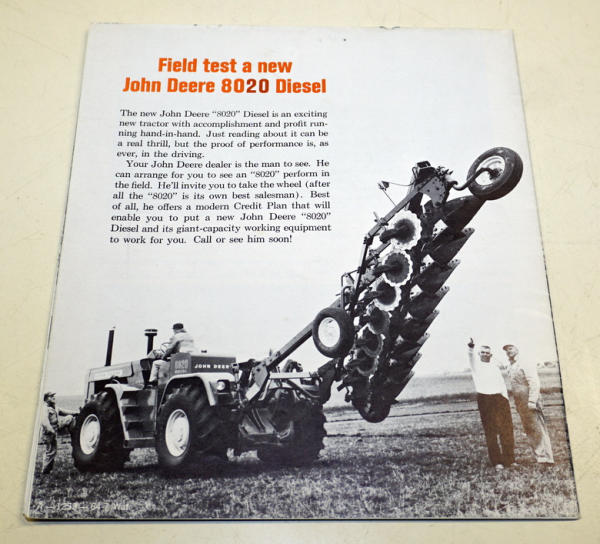 Field test a new
John Deere 8020 Diesel
The new John Deere “8020” Diesel is an exciting
new tractor with accomplishment and profit run-
ning hand-in-hand. Just reading about it can be
a real thrill, but the proof of performance is, as
ever, in the driving.
Your John Deere dealer is the man to see. He
can arrange for you to see an “8020” perform in
the field. He’ll invite you to take the wheel (after
all the “8020” is its own best salesman). Best
of all, he offers a modern Credit Plan that will
enable you to put a new John Deere “8020”
Diesel and its giant-capacity working equipment
to work for you. Call or see him soon!
8020
JOHN DEERE